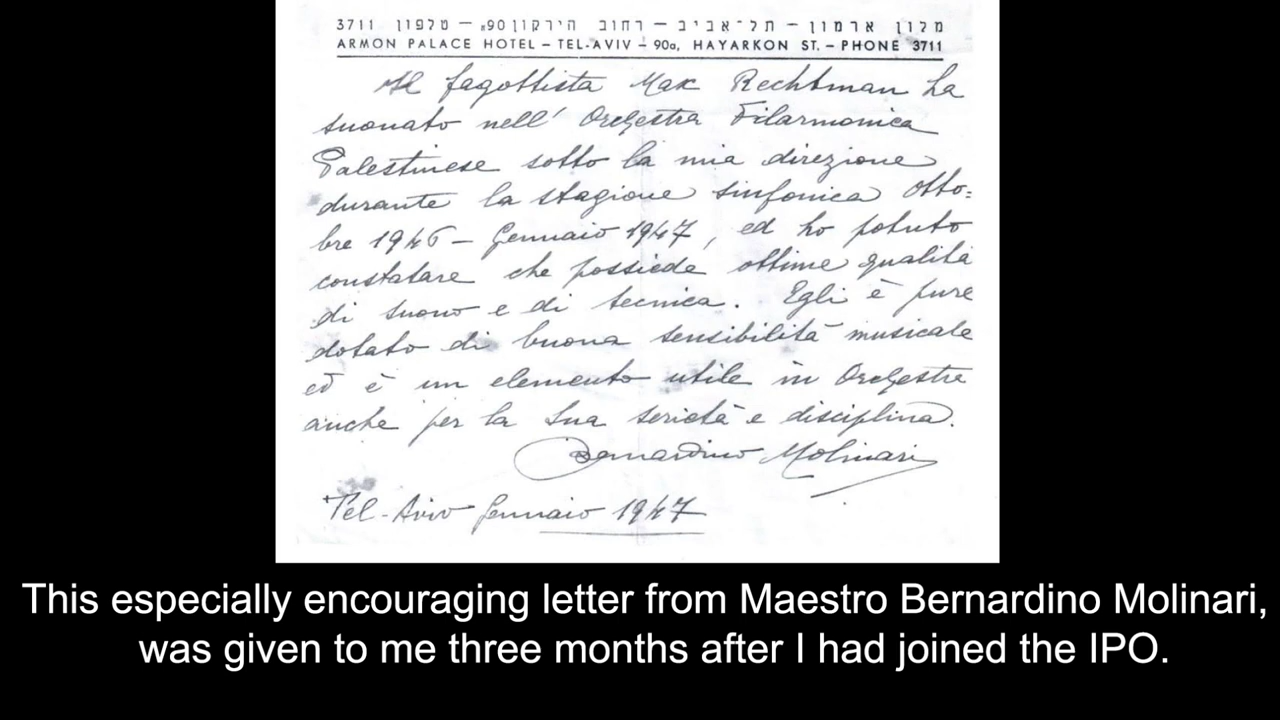 מלון ארמון – תל־אביב – רחוב הירקון 90a – טלפון 3711
ARMON PALACE HOTEL – TEL-AVIV – 90a, HAYARKON ST. – PHONE 3711
Il fagottista Max Rechtman ha
suonato nell' Orchestra Filarmonica
Palestinese sotto la mia direzione
durante la stagione sinfonica otto=
bre 1946 – Gennaio 1947, ed ho potuto
constatare che possiede ottime qualità
di suono e di tecnica. Egli è pure
dotato di buona sensibilità musicale
ed è un elemento utile in Orchestra
anche per la sua serietà e disciplina.
Bernardino Molinari
Tel-Aviv Gennaio 1947
This especially encouraging letter from Maestro Bernardino Molinari,
was given to me three months after I had joined the IPO.